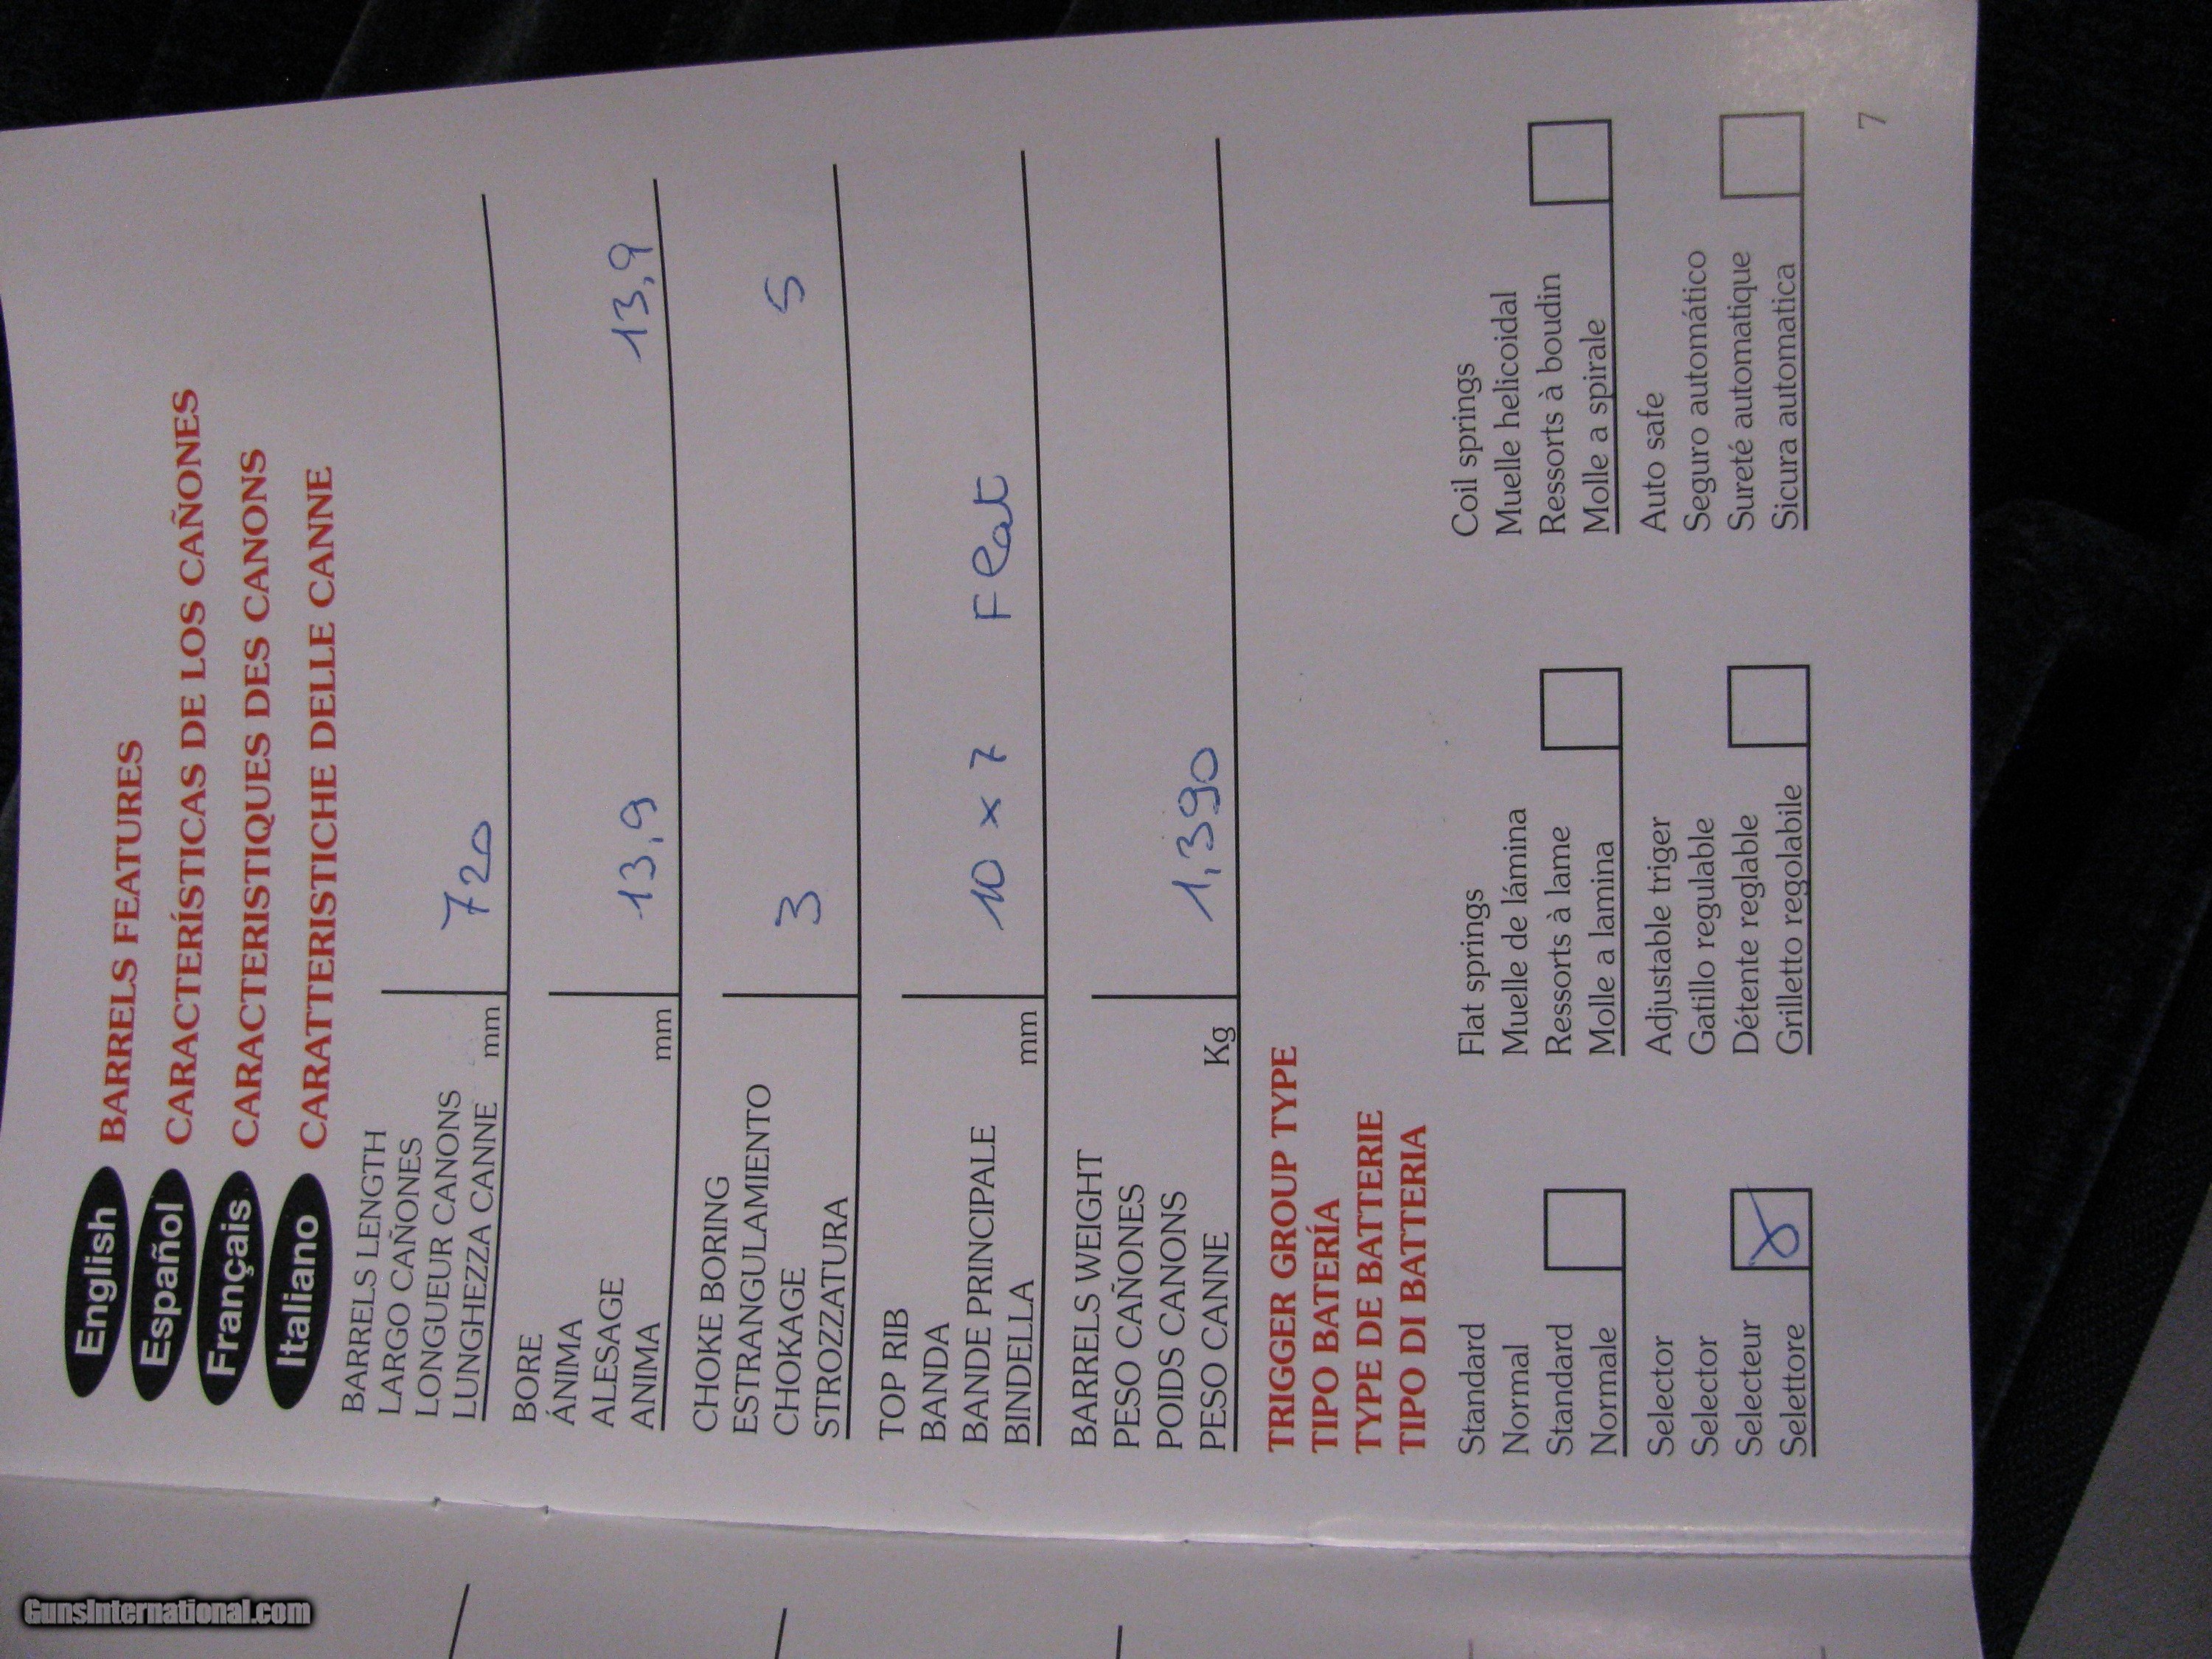 English BARRELS FEATURES
Español CARACTERÍSTICAS DE LOS CAÑONES
Français CARACTERISTIQUES DES CANONS
Italiano CARATTERISTICHE DELLE CANNE
BARRELS LENGTH
LARGO CAÑONES
LONGUEUR CANONS
LUNGHEZZA CANNE mm 720
BORE
ÁNIMA
ALESAGE
ANIMA mm 13,9 13,9
CHOKE BORING
ESTRANGULAMIENTO
CHOKAGE 3 5
STROZZATURA
TOP RIB
BANDA
BANDE PRINCIPALE
BINDELLA mm 10 x 7 Flat
BARRELS WEIGHT
PESO CAÑONES
POIDS CANONS
PESO CANNE Kg 1,390
TRIGGER GROUP TYPE
TIPO BATERÍA
TYPE DE BATTERIE
TIPO DI BATTERIA
Standard
Normal
Standard
Normale
Flat springs
Muelle de lámina
Ressorts à lame
Molle a lamina
Coil springs
Muelle helicoidal
Ressorts à boudin
Molle a spirale
Selector
Selector
Selecteur
Selettore
Adjustable triger
Gatillo regulable
Détente reglable
Grilletto regolabile
Auto safe
Seguro automático
Sureté automatique
Sicura automatica
7
GunsInternational.com